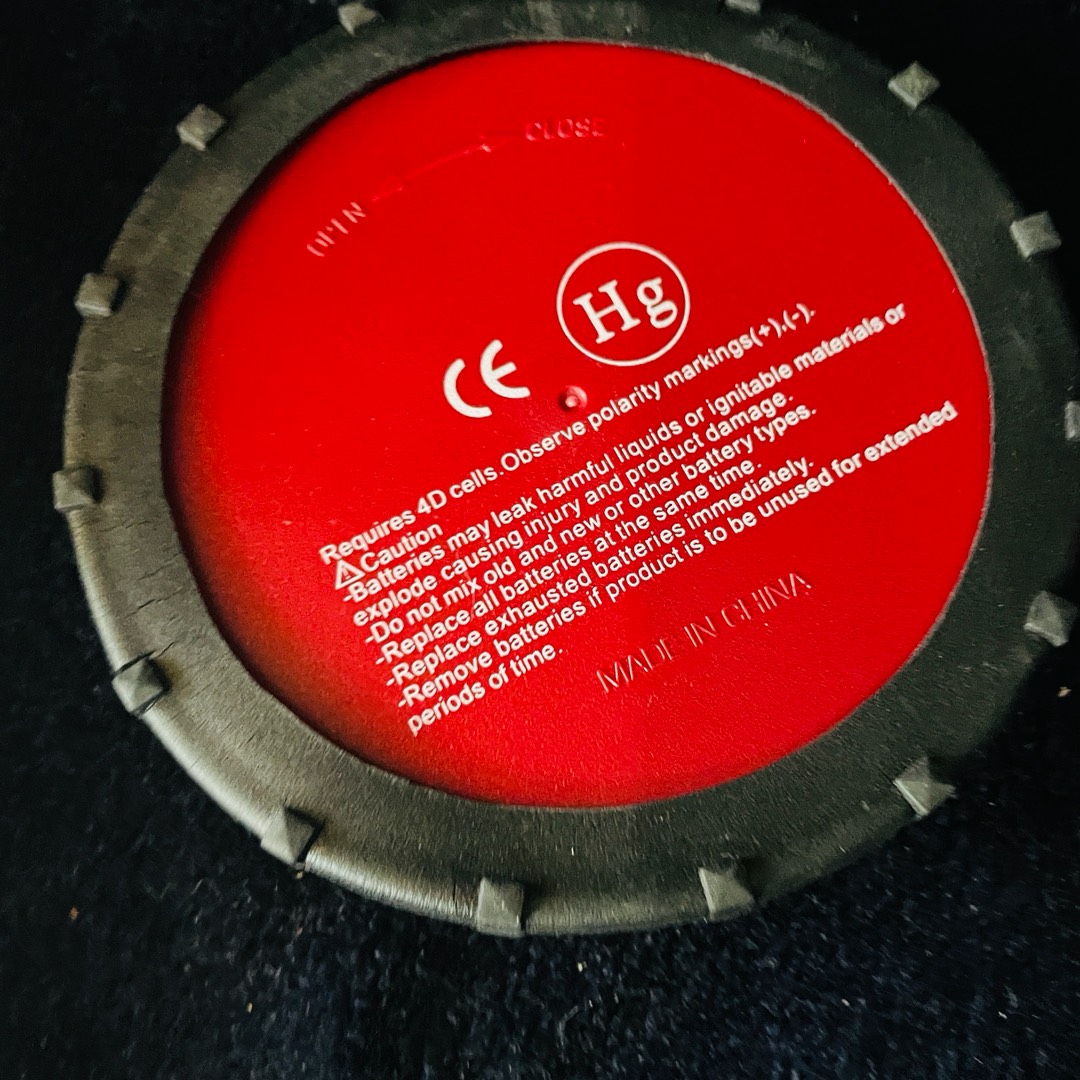 CLOSE
OPEN
Hg
CE
Requires 4D cells.Observe polarity markings(+),(-).
⚠Caution
-Batteries may leak harmful liquids or ignitable materials or
explode causing injury and product damage.
-Do not mix old and new or other battery types.
-Replace all batteries at the same time.
-Replace exhausted batteries immediately.
-Remove batteries if product is to be unused for extended
periods of time.
MADE IN CHINA